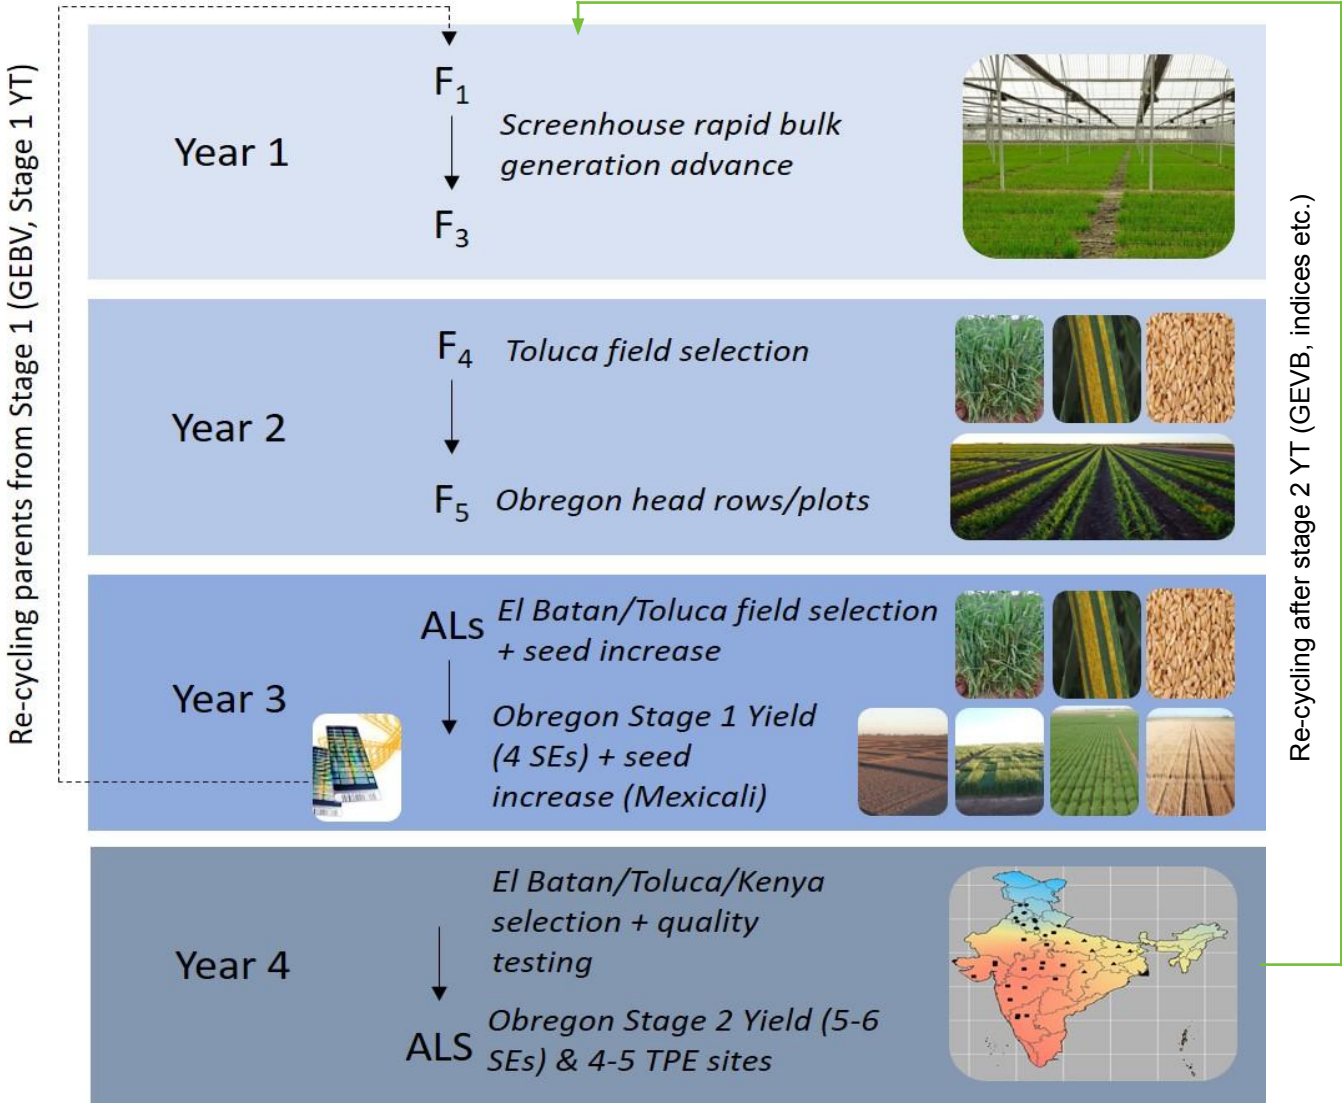 Re-cycling parents from Stage 1 (GEBV, Stage 1 YT)
Year 1
F1
Screenhouse rapid bulk
generation advance
F3
Year 2
F4
Toluca field selection
F5
Obregon head rows/plots
Year 3
ALs
El Batan/Toluca field selection
+ seed increase
Obregon Stage 1 Yield
(4 SEs) + seed
increase (Mexicali)
Year 4
El Batan/Toluca/Kenya
selection + quality
testing
ALS
Obregon Stage 2 Yield (5-6
SEs) & 4-5 TPE sites
Re-cycling after stage 2 YT (GEVB, indices etc.)